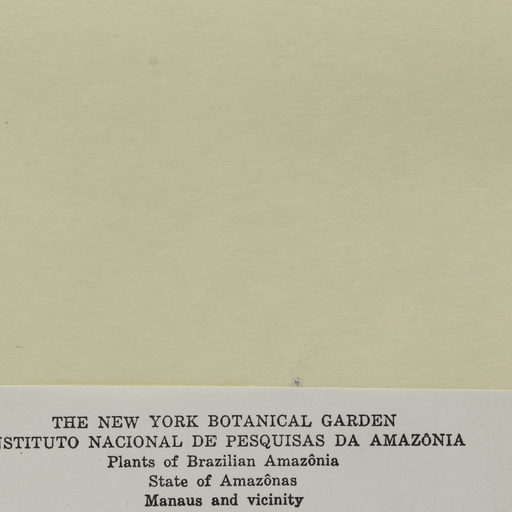 THE NEW YORK BOTANICAL GARDEN
NSTITUTO NACIONAL DE PESQUISAS DA AMAZÔNIA
Plants of Brazilian Amazônia
State of Amazônas
Manaus and vicinity